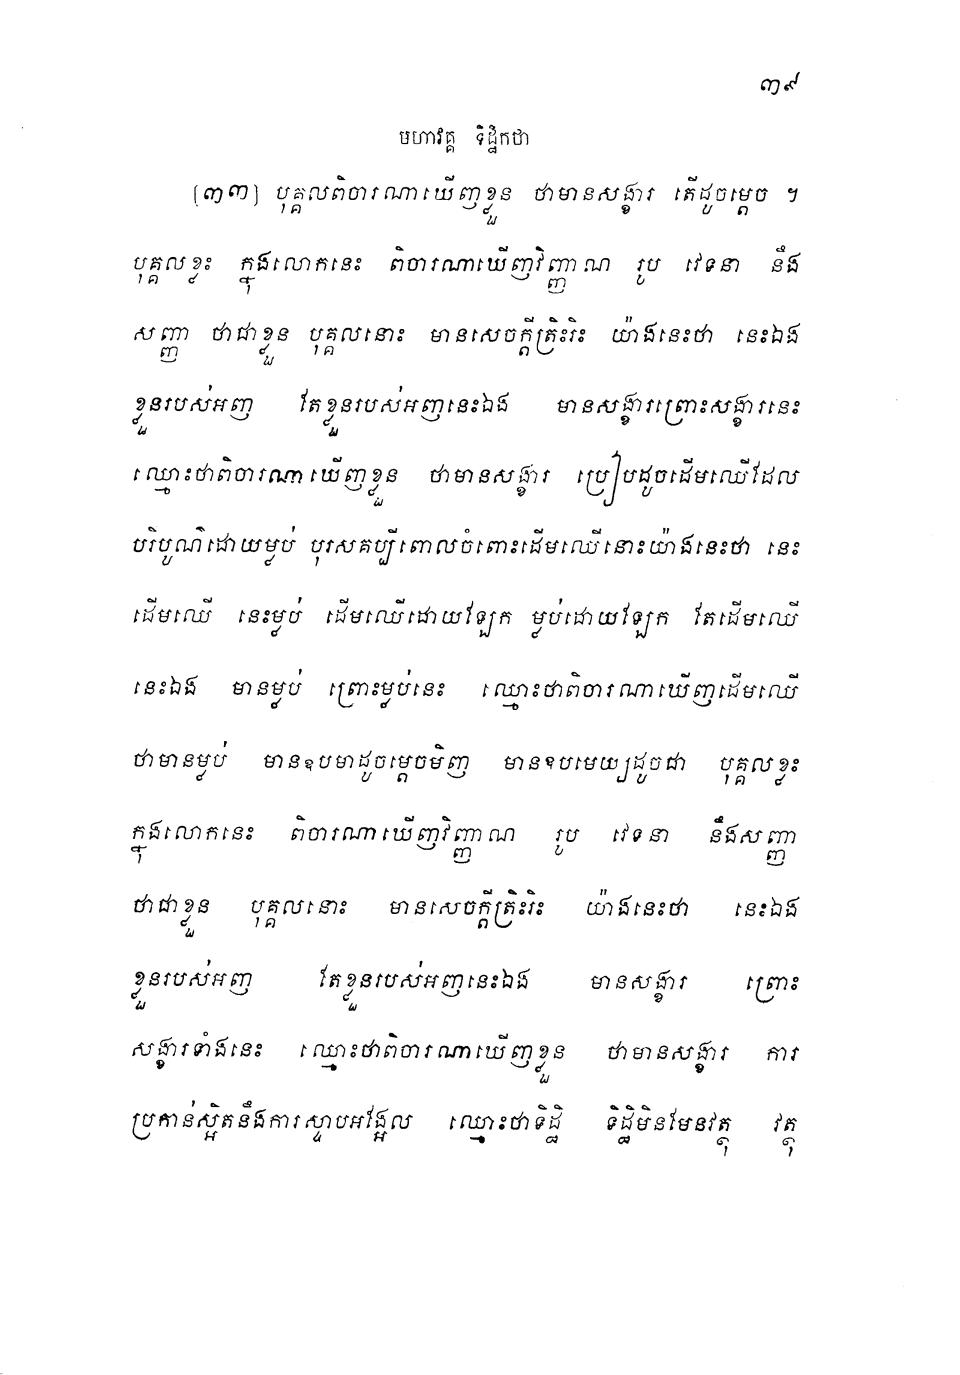 ៣៩
មហាវគ្គ ទិដ្ឋិកថា
(៣៣) បុគ្គលពិចារណាឃើញខ្លួន ថាមានសង្ខារ តើដូចម្តេច ។
បុគ្គលខ្លះ ក្នុងលោកនេះ ពិចារណាឃើញវិញ្ញាណ រូប វេទនា នឹង
សញ្ញា ថាជាខ្លួន បុគ្គលនោះ មានសេចក្តីត្រិះរិះ យ៉ាងនេះថា នេះឯង
ខ្លួនរបស់អញ តែខ្លួនរបស់អញនេះឯង មានសង្ខារព្រោះសង្ខារនេះ
ឈ្មោះថាពិចារណាឃើញខ្លួន ថាមានសង្ខារ ប្រៀបដូចដើមឈើដែល
បរិបូណ៌ដោយម្លប់ បុរសគប្បីពោលចំពោះដើមឈើនោះយ៉ាងនេះថា នេះ
ដើមឈើ នេះម្លប់ ដើមឈើដោយឡែក ម្លប់ដោយឡែក តែដើមឈើ
នេះឯង មានម្លប់ ព្រោះម្លប់នេះ ឈ្មោះថាពិចារណាឃើញដើមឈើ
ថាមានម្លប់ មានឧបមាដូចម្តេចមិញ មានឧបមេយ្យដូចជា បុគ្គលខ្លះ
ក្នុងលោកនេះ ពិចារណាឃើញវិញ្ញាណ រូប វេទនា នឹងសញ្ញា
ថាជាខ្លួន បុគ្គលនោះ មានសេចក្តីត្រិះរិះ យ៉ាងនេះថា នេះឯង
ខ្លួនរបស់អញ តែខ្លួនរបស់អញនេះឯង មានសង្ខារ ព្រោះ
សង្ខារទាំងនេះ ឈ្មោះថាពិចារណាឃើញខ្លួន ថាមានសង្ខារ ការ
ប្រកាន់ស្អិតនឹងការស្ទាបអង្អែល ឈ្មោះថាទិដ្ឋិ ទិដ្ឋិមិនមែនវត្ថុ វត្ថុ